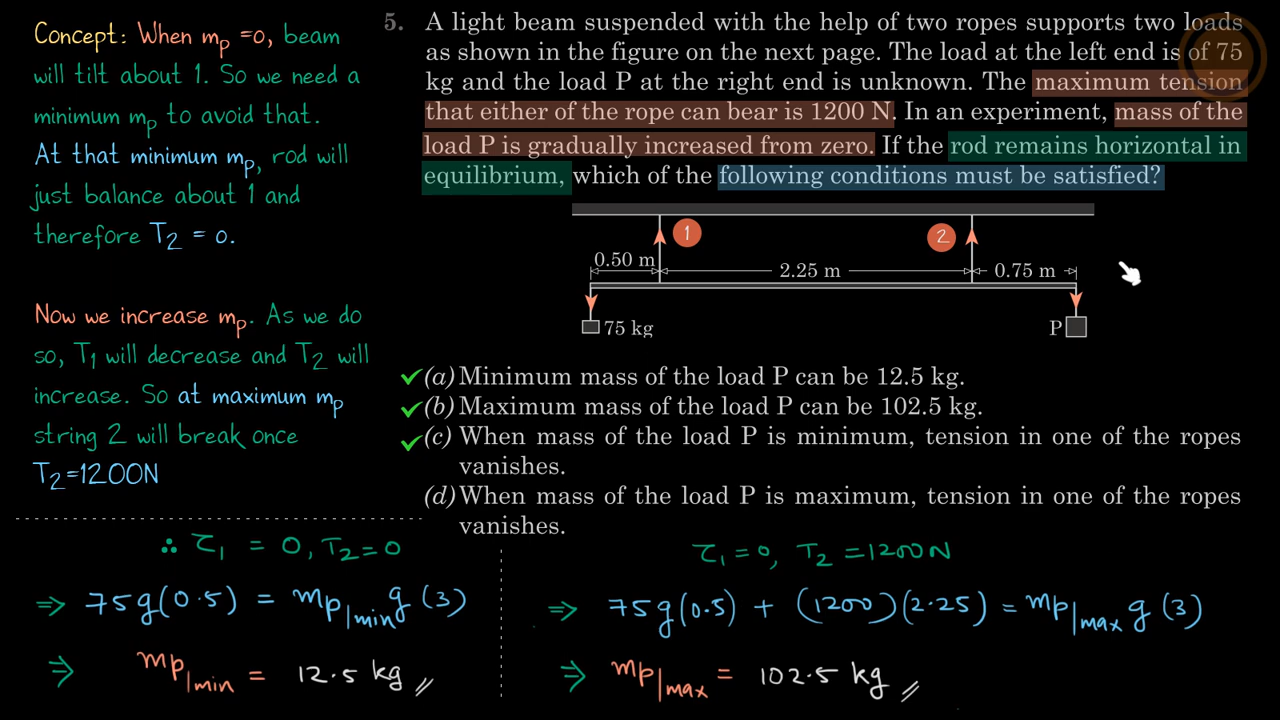 Concept: When mp =0, beam
will tilt about 1. So we need a
minimum mp to avoid that.
At that minimum mp, rod will
just balance about 1 and
therefore T2 = 0.
Now we increase mp. As we do
so, T1 will decrease and T2 will
increase. So at maximum mp
string 2 will break once
T2=1200N
5. A light beam suspended with the help of two ropes supports two loads
as shown in the figure on the next page. The load at the left end is of 75
kg and the load P at the right end is unknown. The maximum tension
that either of the rope can bear is 1200 N. In an experiment, mass of the
load P is gradually increased from zero. If the rod remains horizontal in
equilibrium, which of the following conditions must be satisfied?
1 2
0.50 m 2.25 m 0.75 m
75 kg P
(a) Minimum mass of the load P can be 12.5 kg.
(b) Maximum mass of the load P can be 102.5 kg.
(c) When mass of the load P is minimum, tension in one of the ropes
vanishes.
(d) When mass of the load P is maximum, tension in one of the ropes
vanishes.
∴ τ1 = 0, T2 = 0
⇒ 75g(0.5) = mp|min g (3)
⇒ mp|min = 12.5 kg
τ1 = 0, T2 = 1200N
⇒ 75g(0.5) + (1200)(2.25) = mp|max g (3)
⇒ mp|max = 102.5 kg